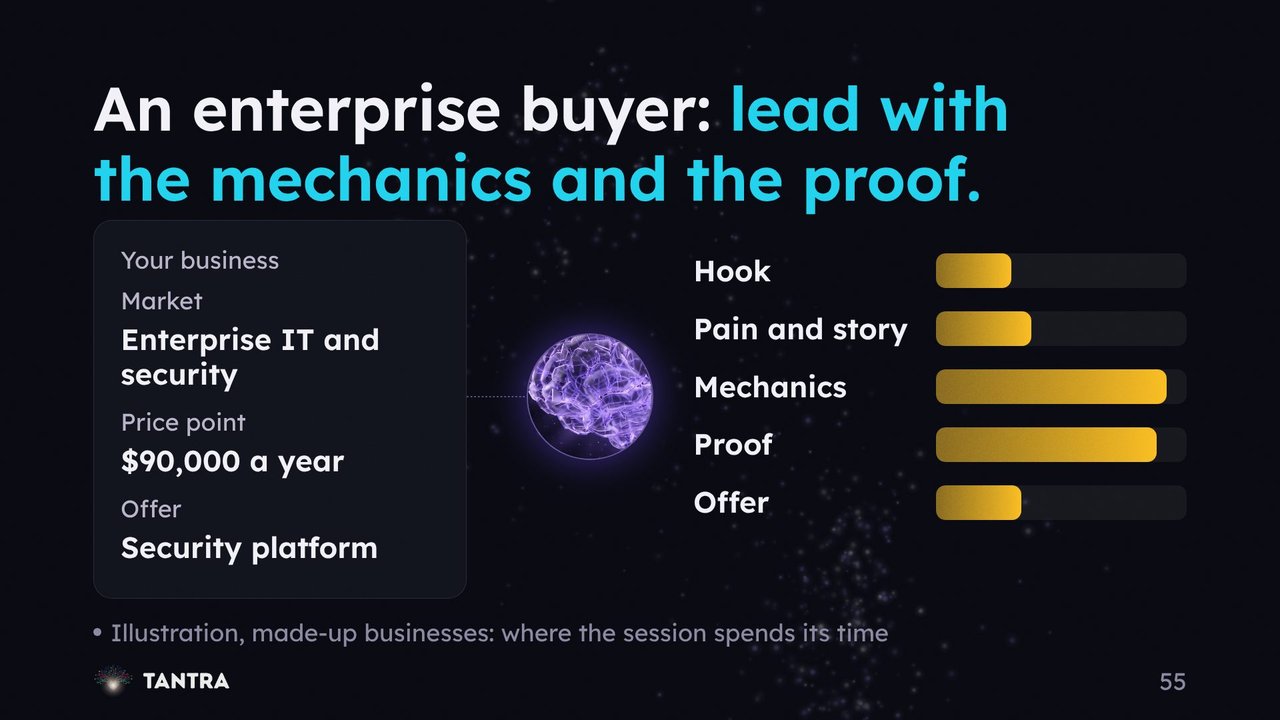 An enterprise buyer: lead with
the mechanics and the proof.
Your business
Market
Enterprise IT and
security
Price point
$90,000 a year
Offer
Security platform
Hook
Pain and story
Mechanics
Proof
Offer
• Illustration, made-up businesses: where the session spends its time
TANTRA
55